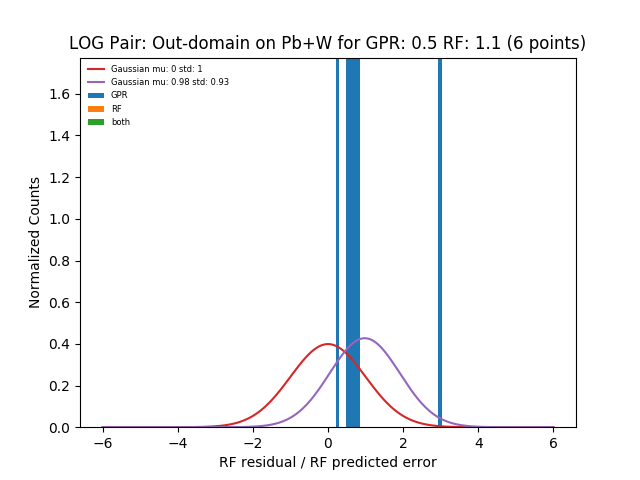 LOG Pair: Out-domain on Pb+W for GPR: 0.5 RF: 1.1 (6 points)
Gaussian mu: 0 std: 1
Gaussian mu: 0.98 std: 0.93
GPR
RF
both
Normalized Counts
1.6
1.4
1.2
1.0
0.8
0.6
0.4
0.2
0.0
−6 −4 −2 0 2 4 6
RF residual / RF predicted error